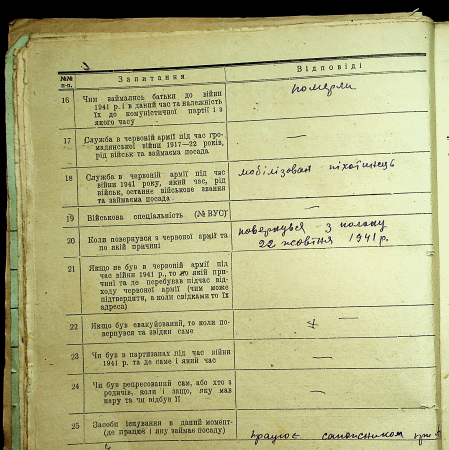 №№ п-п.
Запитання
Відповіді
16 Чим займались батьки до війни
1941 р. і в даний час та належність
їх до комуністичної партії і з
якого часу
померли
17 Служба в червоній армії під час гро-
мадянської війни 1917—22 років,
рід військ та займаєма посада
—
18 Служба в червоній армії під час
війни 1941 року, який час, рід
військ, останнє військове звання
та займаєма посада
мобілізован піхотинець
19 Військова спеціальність (№ ВУС)
—
20 Коли повернувся з червоної армії та
по якій причині
повернувся з полону
22 жовтня 1941 р.
21 Якщо не був в червоній армії під
час війни 1941 р., то по якій при-
чині та де перебував підчас від-
ходу червоної армії (чим може
підтвердити, а коли свідками то їх
адреса)
22 Якщо був евакуйований, то коли по-
вернувся та звідки саме
—
23 Чи був в партизанах під час війни
1941 р. та де саме і який час
—
24 Чи був репресований сам, або хто з
родичів, коли і защо, яку мав
кару та чи відбув її
—
25 Засоби існування в даний момент-
(де працює і яку займає посаду)
працює